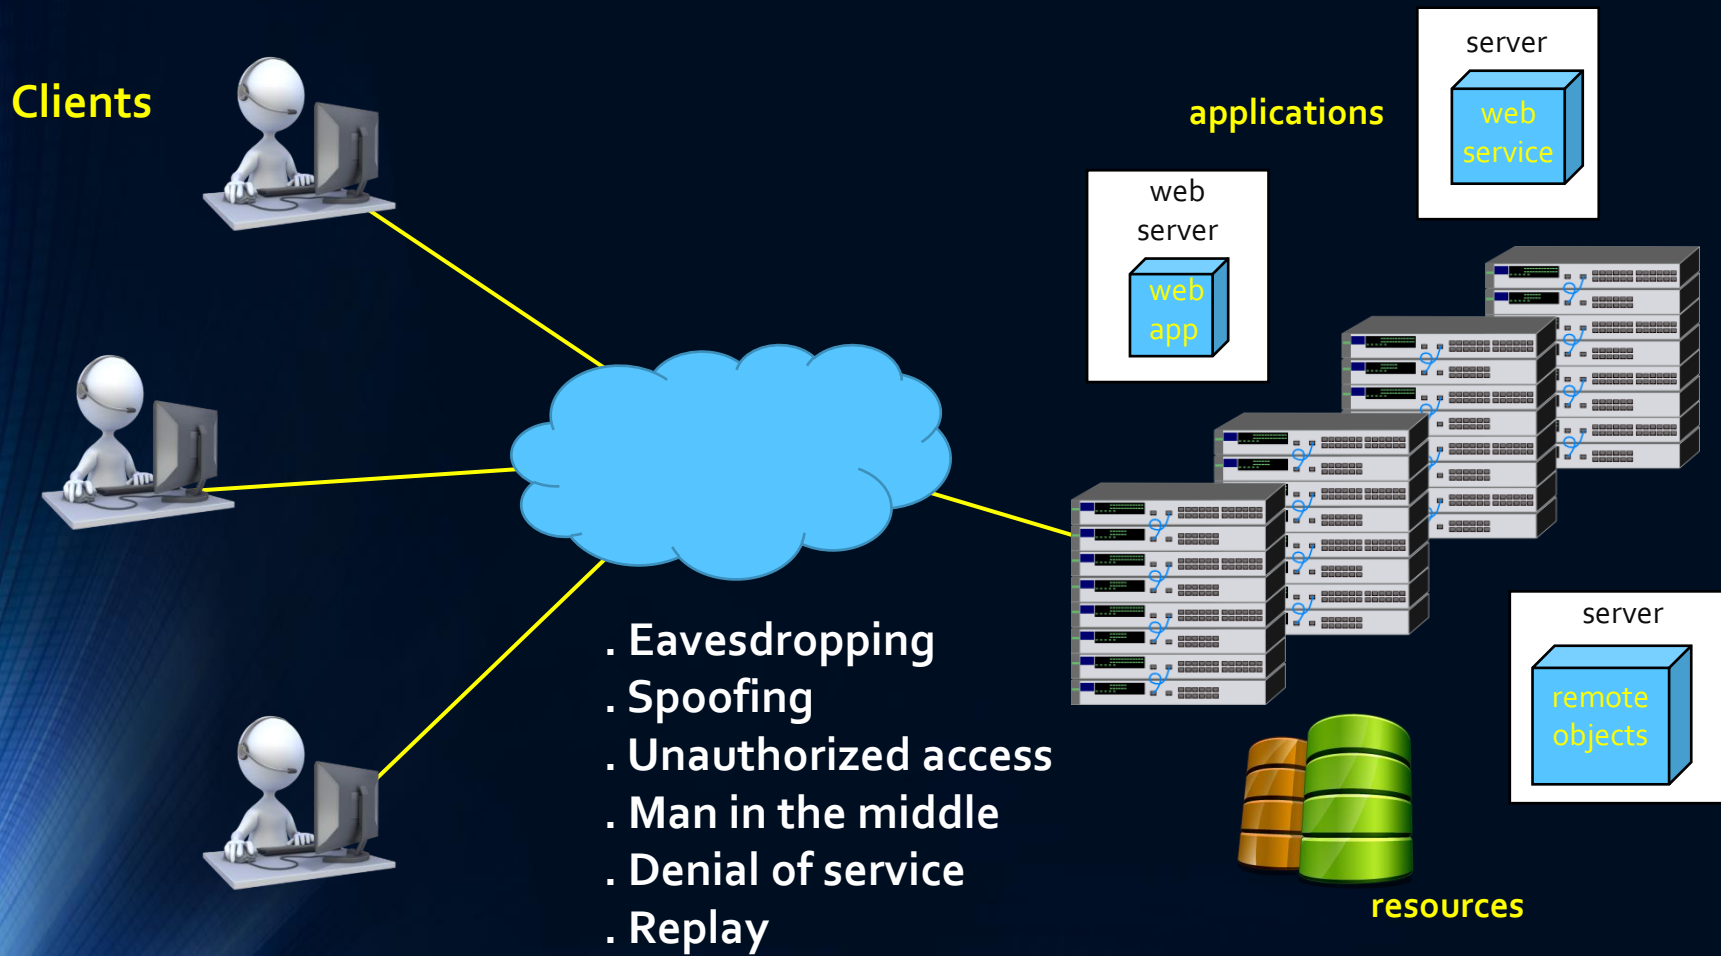 Clients
applications
server
web
service
web
server
web
app
server
remote
objects
. Eavesdropping
. Spoofing
. Unauthorized access
. Man in the middle
. Denial of service
. Replay
resources